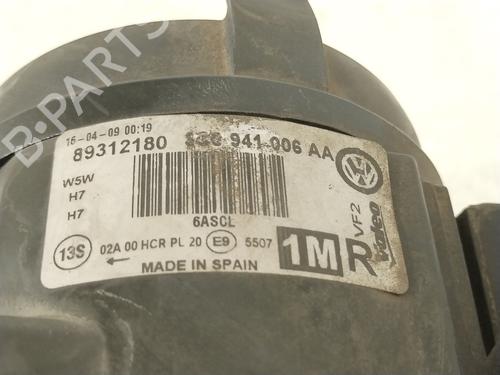 B-PARTS
16-04-09 00:19
89312180 941 006 AA
W5W
H7
H7
6ASCL
VF2
Valeo
13S 02A 00 HCR PL 20 E9 5507 1M R
MADE IN SPAIN